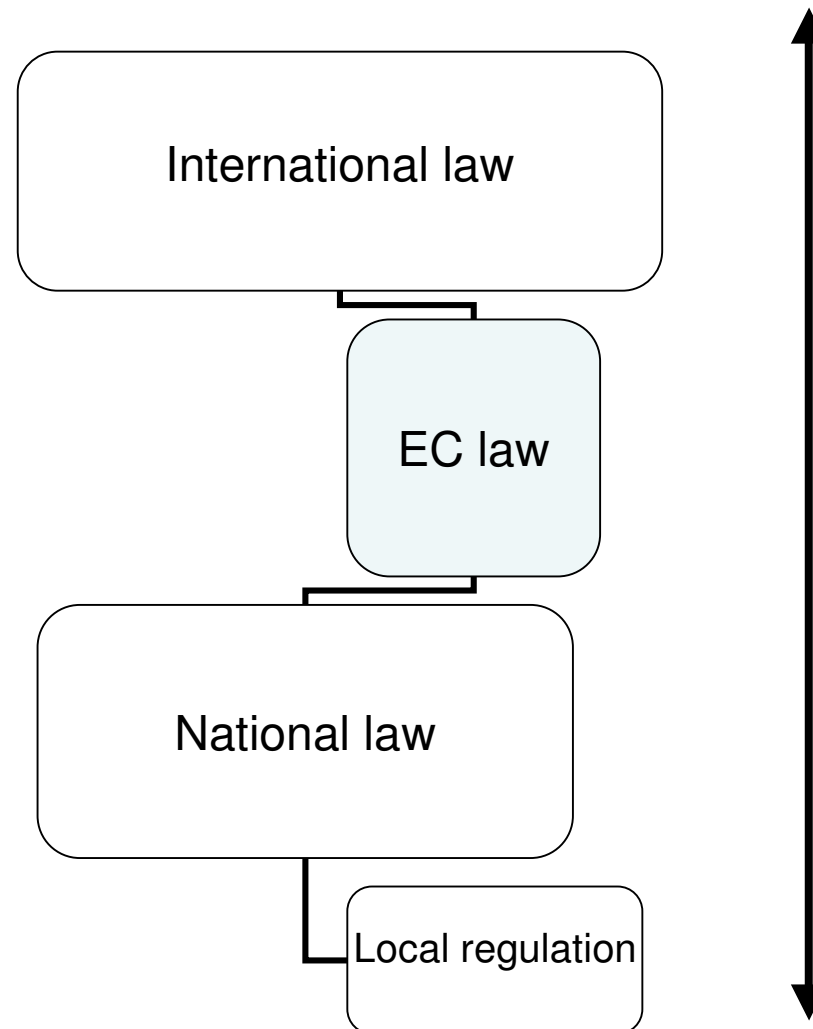 International law
EC law
National law
Local regulation